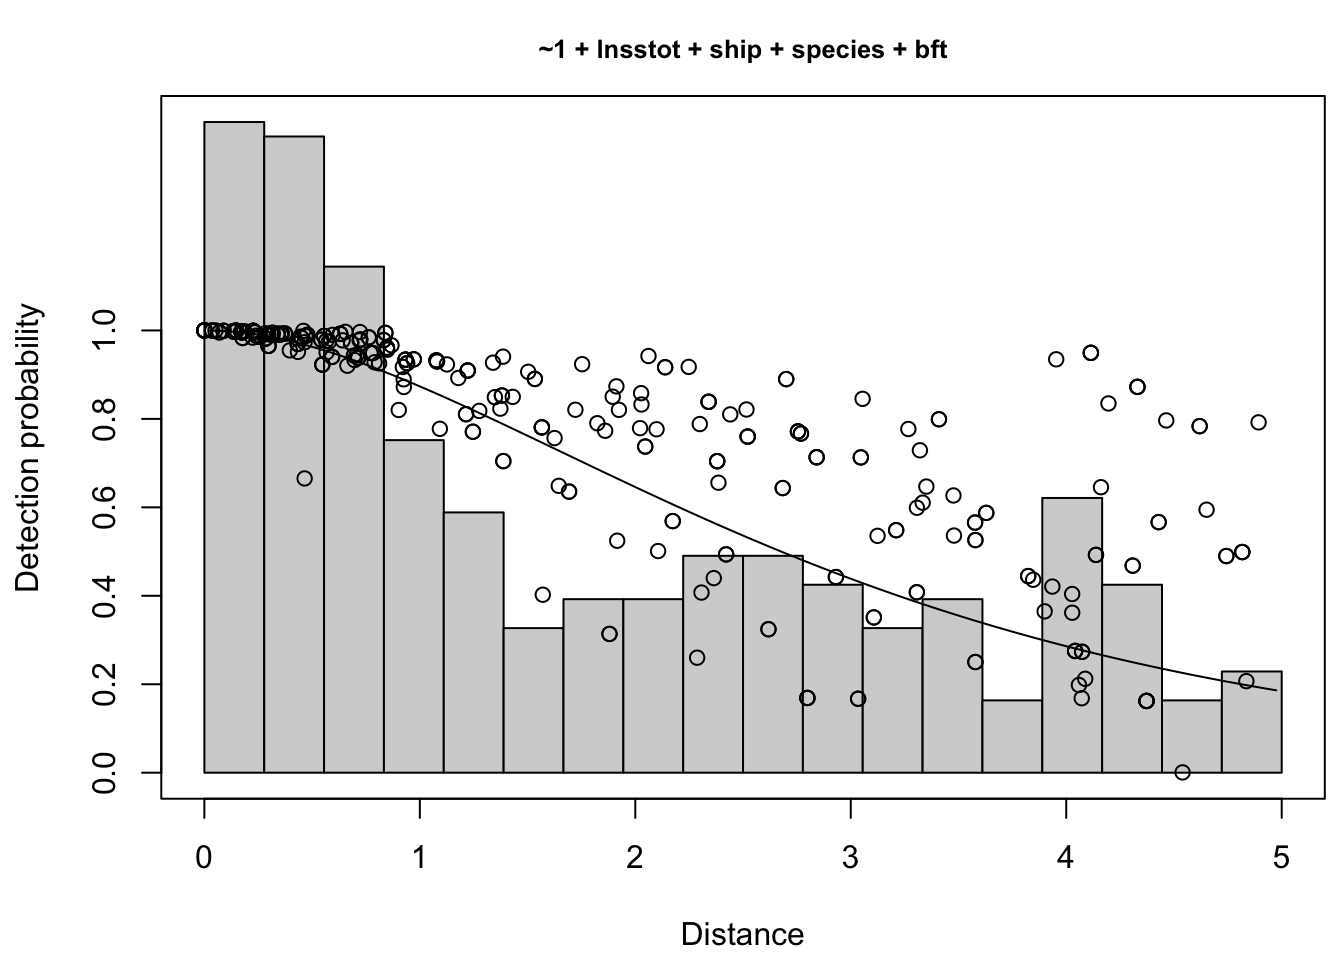 ~1 + lnsstot + ship + species + bft
Detection probability
1.0
0.8
0.6
0.4
0.2
0.0
0 1 2 3 4 5
Distance